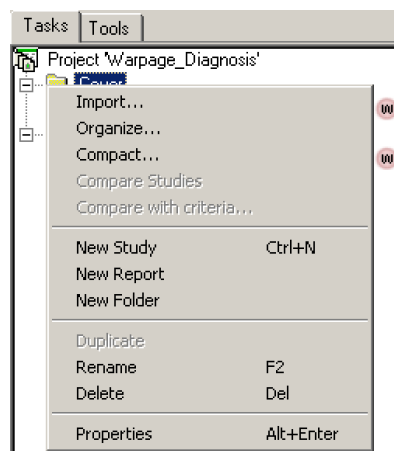 Tasks Tools
Project 'Warpage_Diagnosis'
Cover
Import...
Organize...
Compact...
Compare Studies
Compare with criteria...
New Study Ctrl+N
New Report
New Folder
Duplicate
Rename F2
Delete Del
Properties Alt+Enter